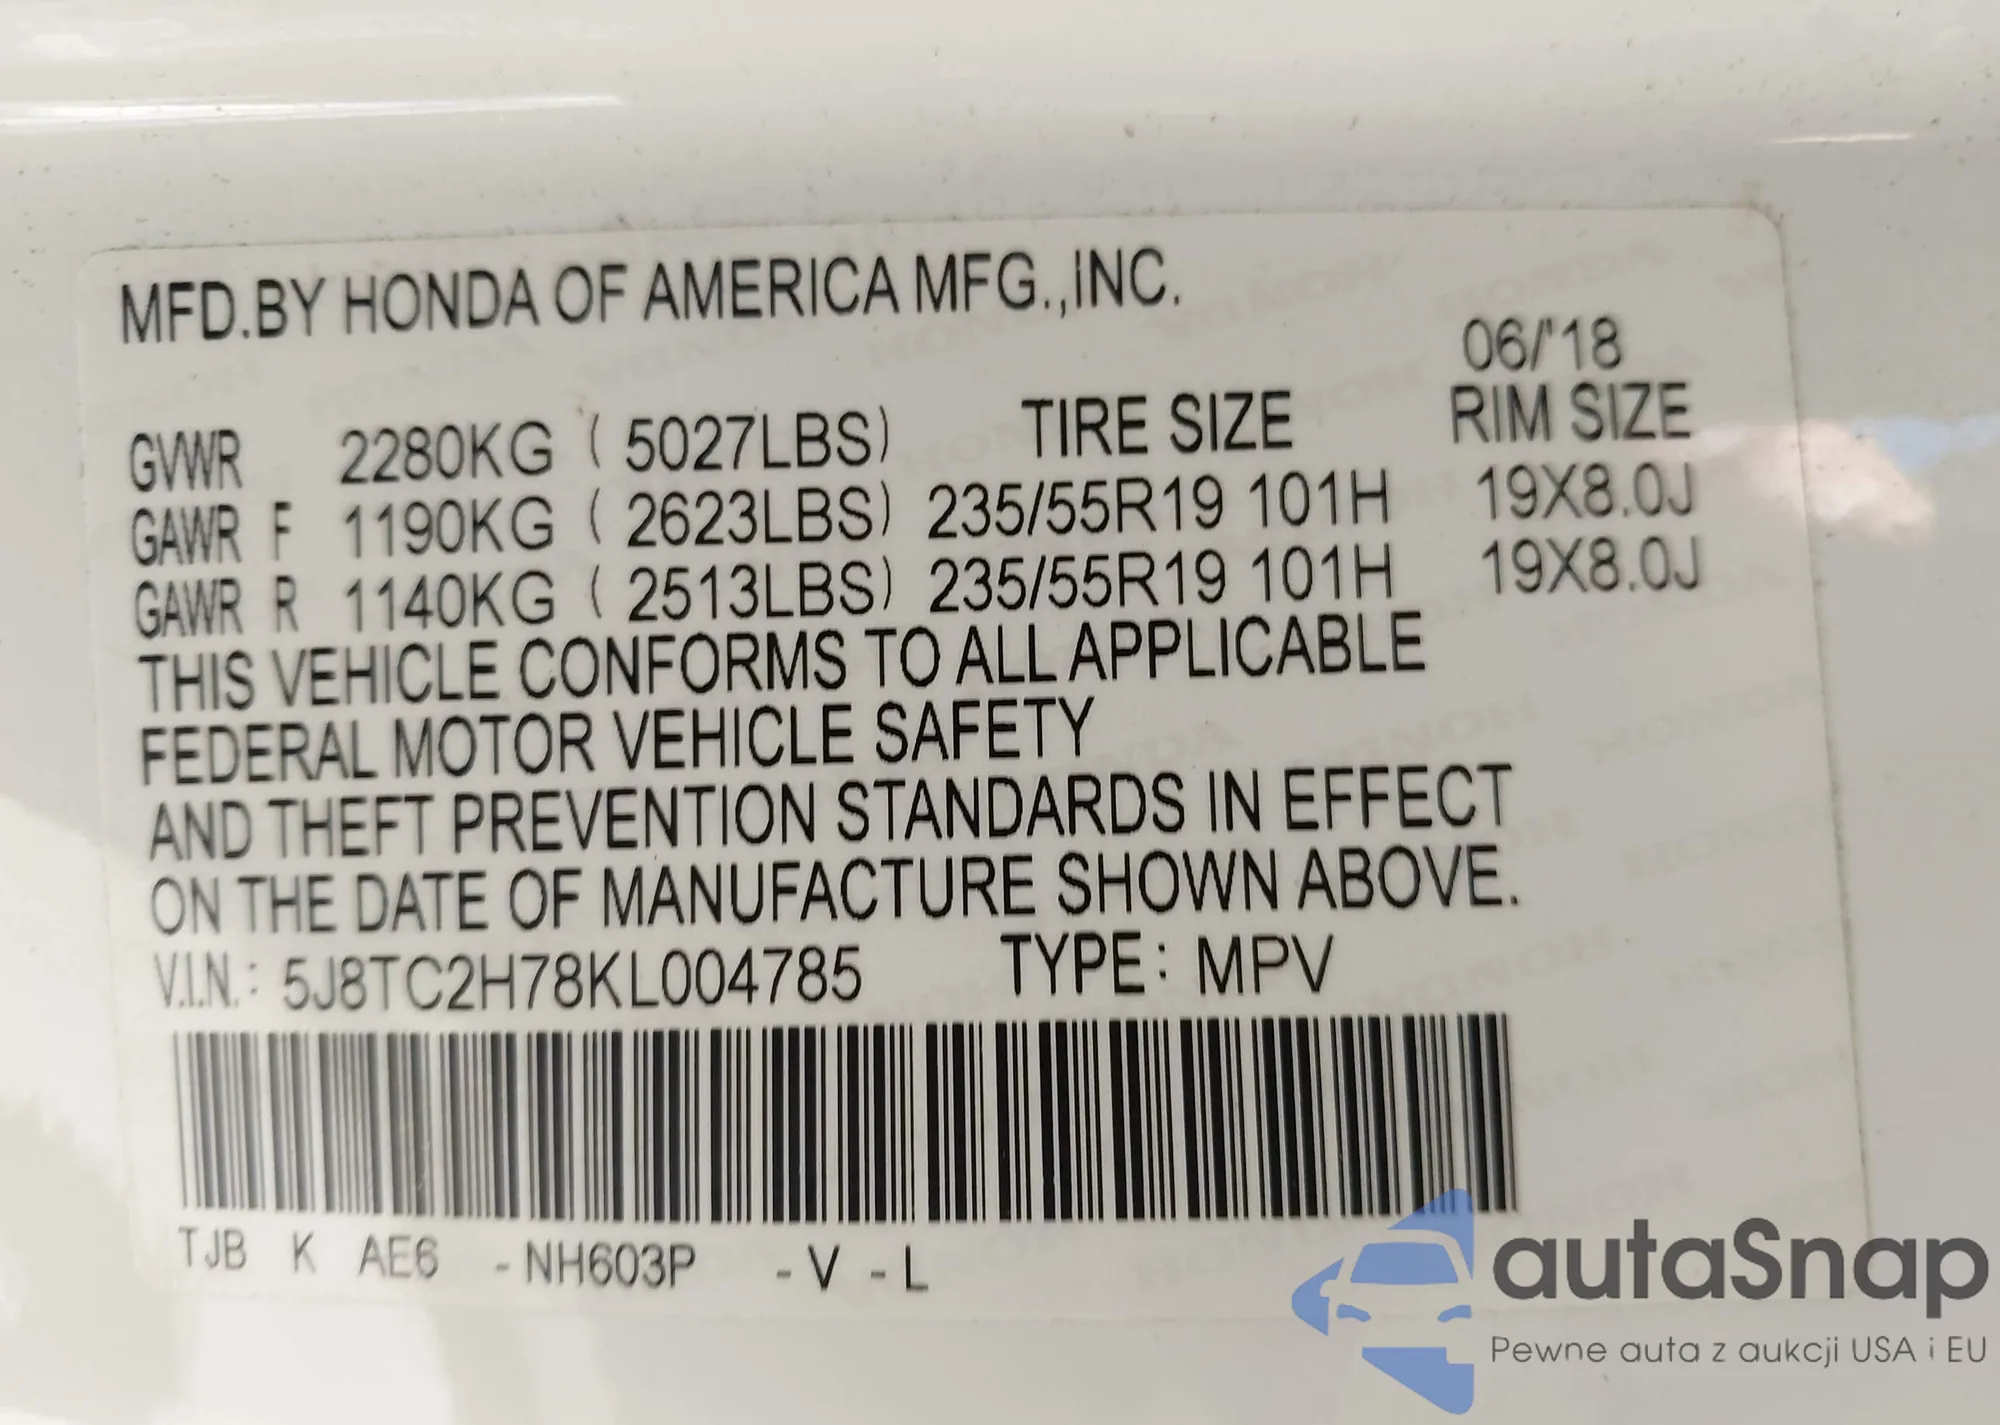 MFD.BY HONDA OF AMERICA MFG.,INC.
06/'18
GVWR 2280KG ( 5027LBS) TIRE SIZE RIM SIZE
GAWR F 1190KG ( 2623LBS) 235/55R19 101H 19X8.0J
GAWR R 1140KG ( 2513LBS) 235/55R19 101H 19X8.0J
THIS VEHICLE CONFORMS TO ALL APPLICABLE
FEDERAL MOTOR VEHICLE SAFETY
AND THEFT PREVENTION STANDARDS IN EFFECT
ON THE DATE OF MANUFACTURE SHOWN ABOVE.
V.I.N.: 5J8TC2H78KL004785 TYPE: MPV
TJB K AE6 -NH603P -V -L
autaSnap
Pewne auta z aukcji USA i EU